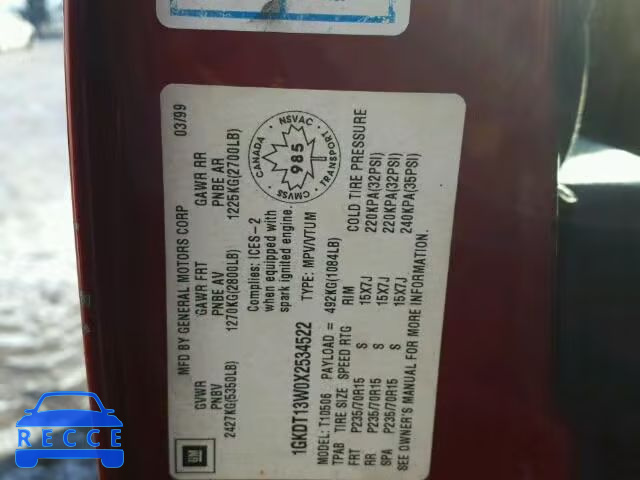 MFD BY GENERAL MOTORS CORP 03/99
GVWR GAWR FRT GAWR RR
PNBV PNBE AV PNBE AR
2427KG(5350LB) 1270KG(2800LB) 1225KG(2700LB)
Complies: ICES-2
when equipped with
spark ignited engine.
CANADA NSVAC TRANSPORT CMVSS
985
1GKDT13W0X2534522 TYPE: MPV/VTUM
MODEL: T10506 PAYLOAD = 492KG(1084LB)
TPAB TIRE SIZE SPEED RTG RIM COLD TIRE PRESSURE
FRT P235/70R15 S 15X7J 220KPA(32PSI)
RR P235/70R15 S 15X7J 220KPA(32PSI)
SPA P235/70R15 S 15X7J 240KPA(35PSI)
SEE OWNER'S MANUAL FOR MORE INFORMATION.
GM
AUTO.DEV